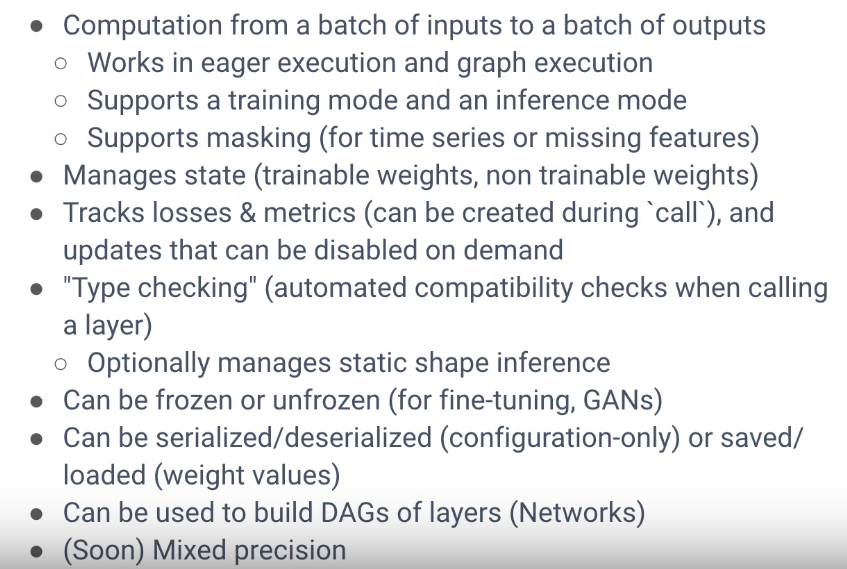 ● Computation from a batch of inputs to a batch of outputs
○ Works in eager execution and graph execution
○ Supports a training mode and an inference mode
○ Supports masking (for time series or missing features)
● Manages state (trainable weights, non trainable weights)
● Tracks losses & metrics (can be created during `call`), and
updates that can be disabled on demand
● "Type checking" (automated compatibility checks when calling
a layer)
○ Optionally manages static shape inference
● Can be frozen or unfrozen (for fine-tuning, GANs)
● Can be serialized/deserialized (configuration-only) or saved/
loaded (weight values)
● Can be used to build DAGs of layers (Networks)
● (Soon) Mixed precision